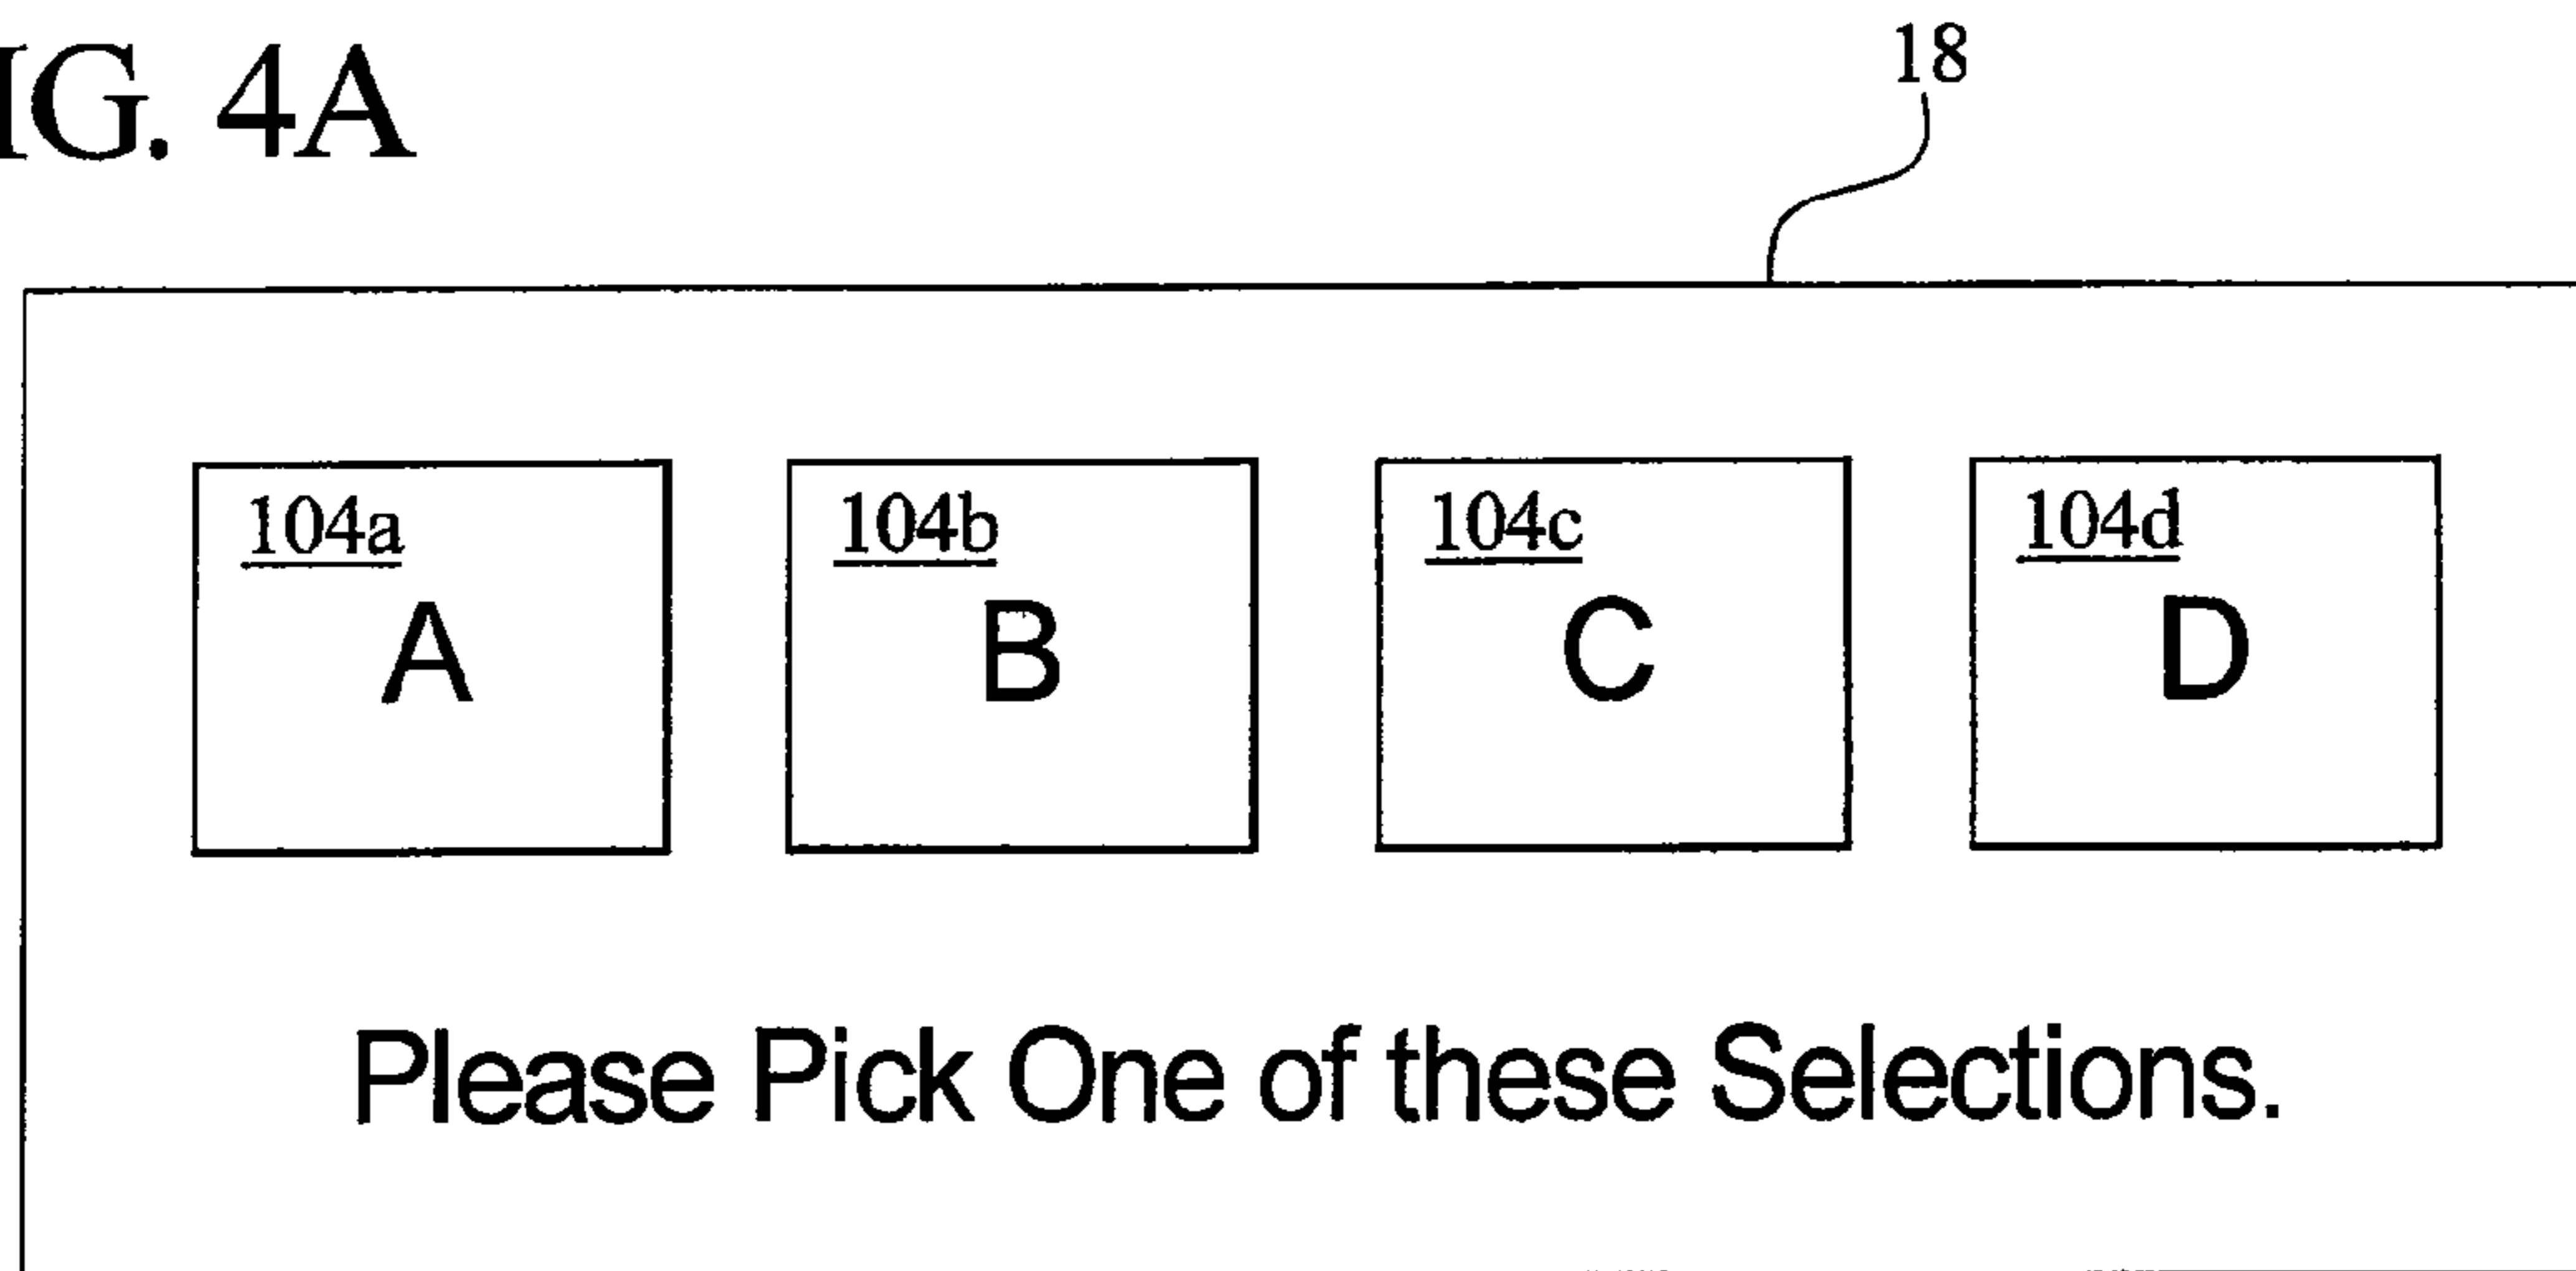 IG. 4A
18
104a 104b 104c 104d
A B C D
Please Pick One of these Selections.